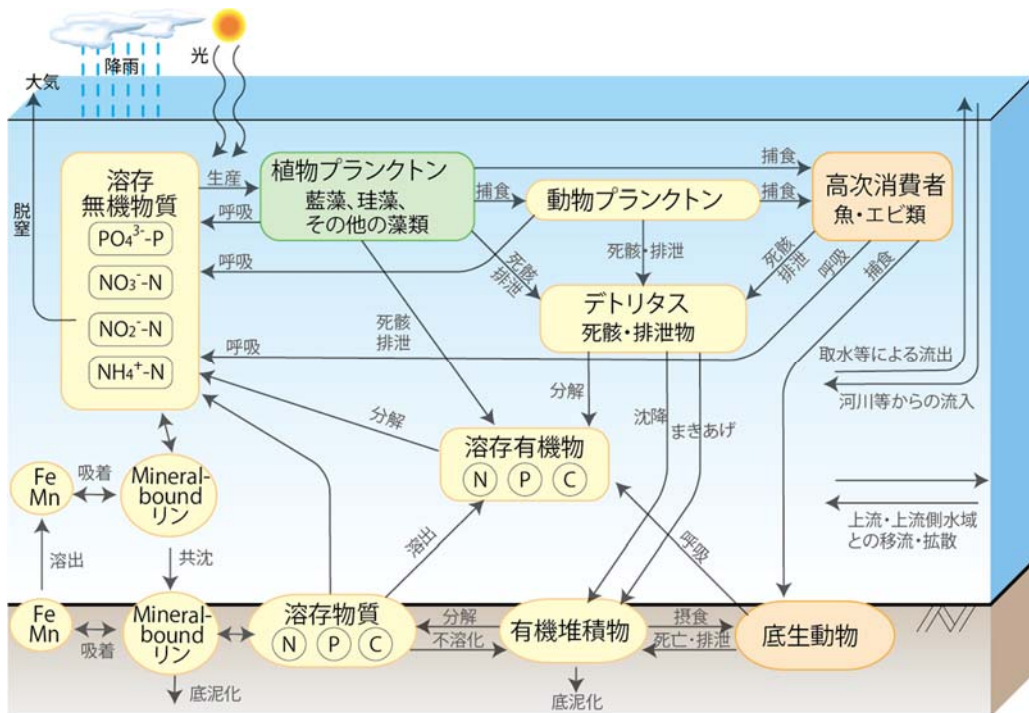 降雨
光
大気
脱窒
溶存
無機物質
PO₄³⁻-P
NO₃⁻-N
NO₂⁻-N
NH₄⁺-N
生産
呼吸
植物プランクトン
藍藻、珪藻、
その他の藻類
捕食
捕食
動物プランクトン
捕食
高次消費者
魚・エビ類
呼吸
死骸
排泄
死骸・排泄
死骸
排泄
呼吸
捕食
デトリタス
死骸・排泄物
呼吸
死骸
排泄
取水等による流出
河川等からの流入
分解
分解
沈降
まきあげ
溶存有機物
N P C
Fe
Mn
吸着
Mineral-
bound
リン
上流・上流側水域
との移流・拡散
溶出
共沈
溶出
呼吸
Fe
Mn
吸着
Mineral-
bound
リン
溶存物質
N P C
分解
不溶化
有機堆積物
摂食
死亡・排泄
底生動物
底泥化
底泥化